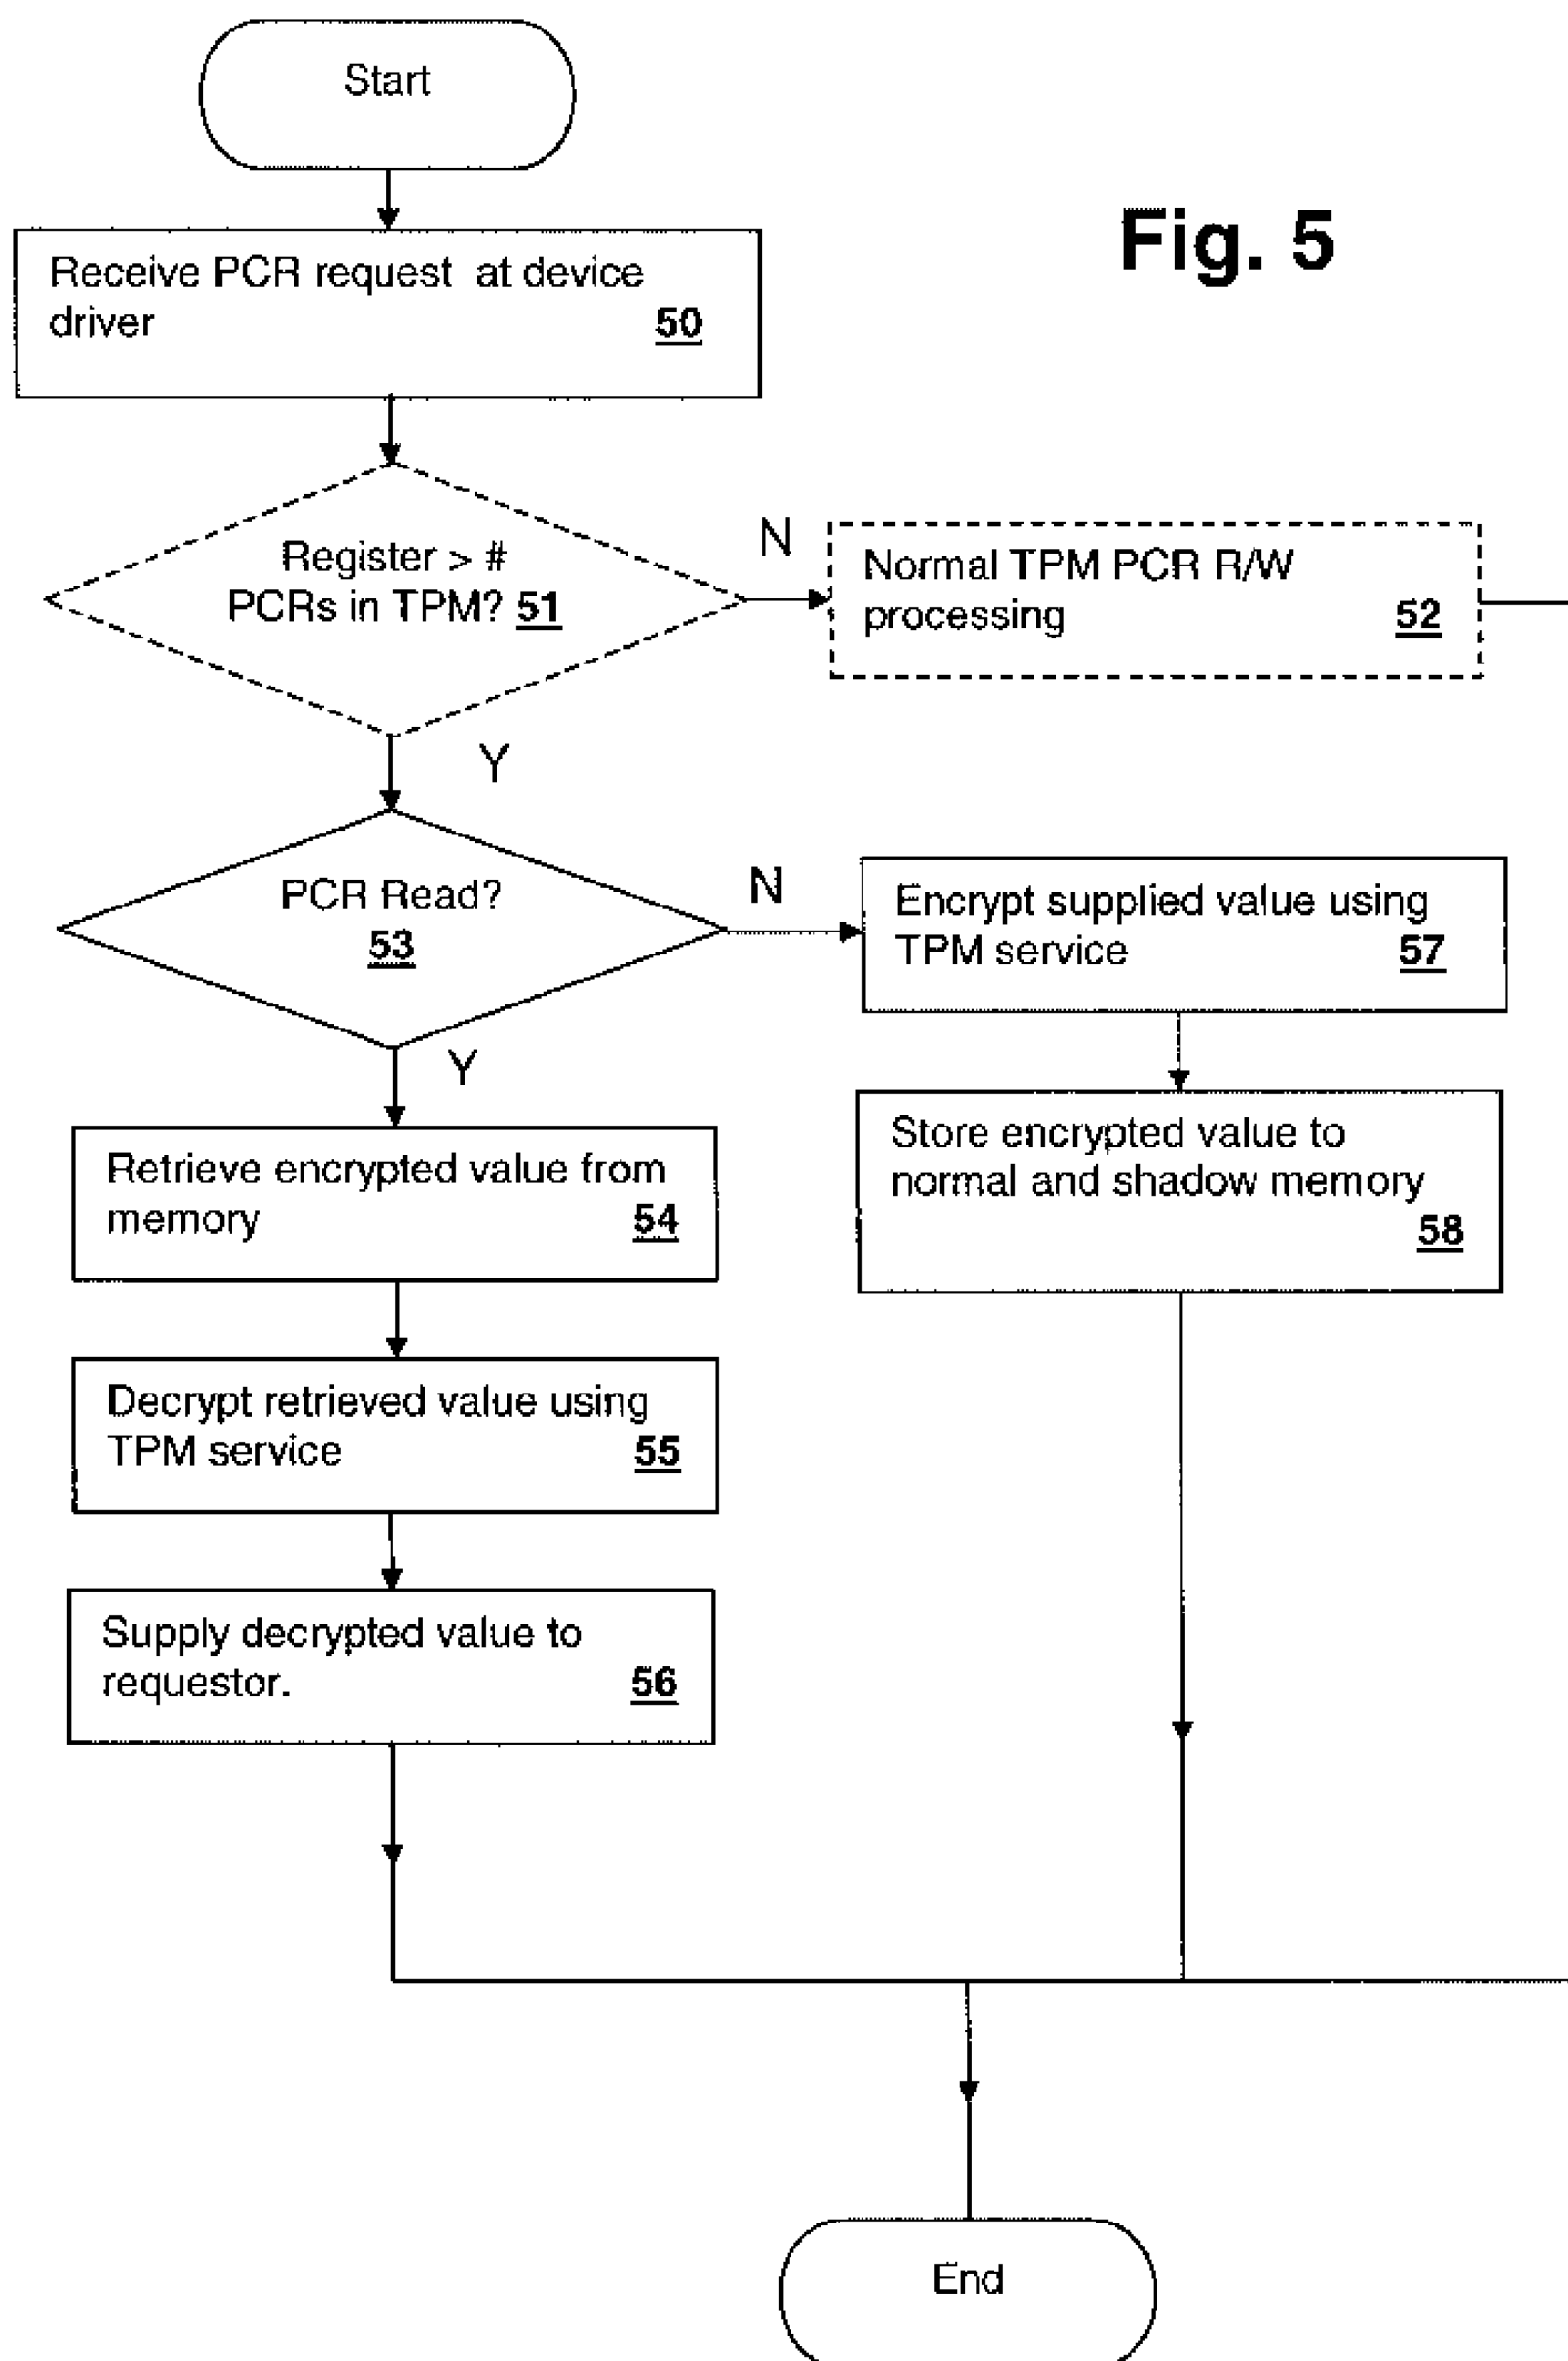 Start
Fig. 5
Receive PCR request at device
driver 50
Register > #
PCRs in TPM? 51
N
Normal TPM PCR R/W
processing 52
Y
PCR Read?
53
N
Encrypt supplied value using
TPM service 57
Y
Store encrypted value to
normal and shadow memory
58
Retrieve encrypted value from
memory 54
Decrypt retrieved value using
TPM service 55
Supply decrypted value to
requestor. 56
End